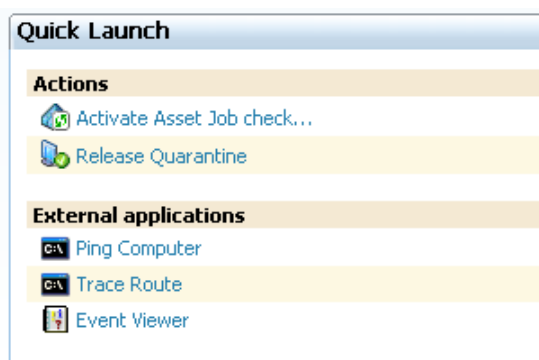 Quick Launch
Actions
Activate Asset Job check...
Release Quarantine
External applications
C:\ Ping Computer
C:\ Trace Route
Event Viewer